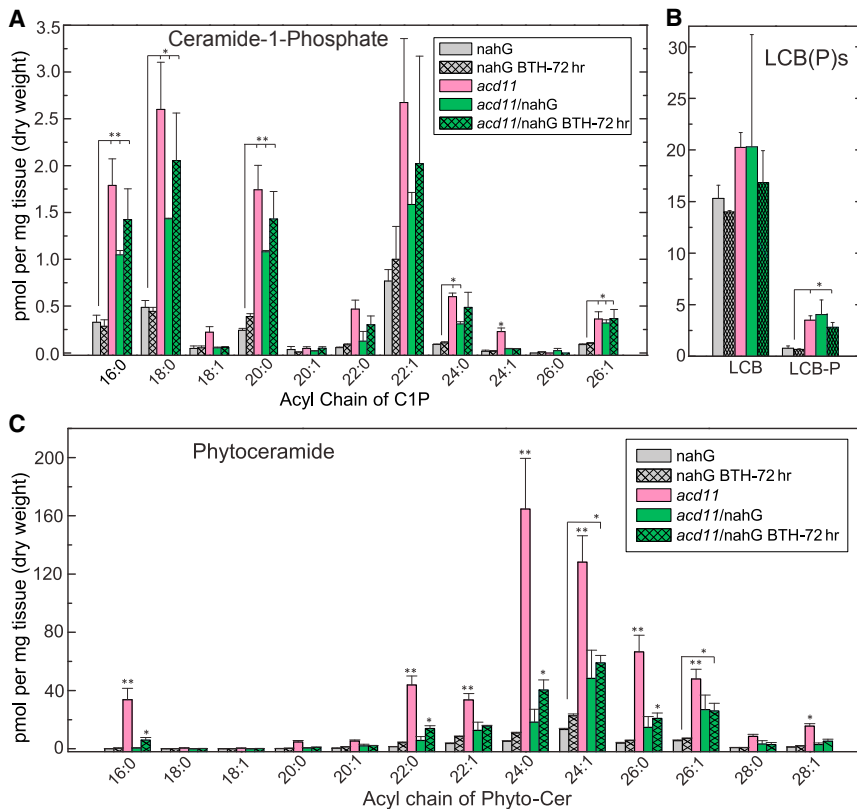 A
Ceramide-1-Phosphate
nahG
nahG BTH-72 hr
acd11
acd11/nahG
acd11/nahG BTH-72 hr
pmol per mg tissue (dry weight)
3.5
3.0
2.5
2.0
1.5
1.0
0.5
0.0
** * ** * * *
16:0 18:0 18:1 20:0 20:1 22:0 22:1 24:0 24:1 26:0 26:1
Acyl Chain of C1P
B
LCB(P)s
30
25
20
15
10
5
0
*
LCB LCB-P
C
Phytoceramide
nahG
nahG BTH-72 hr
acd11
acd11/nahG
acd11/nahG BTH-72 hr
pmol per mg tissue (dry weight)
200
160
120
80
40
0
** * ** * ** ** * ** * ** * ** * *
16:0 18:0 18:1 20:0 20:1 22:0 22:1 24:0 24:1 26:0 26:1 28:0 28:1
Acyl chain of Phyto-Cer